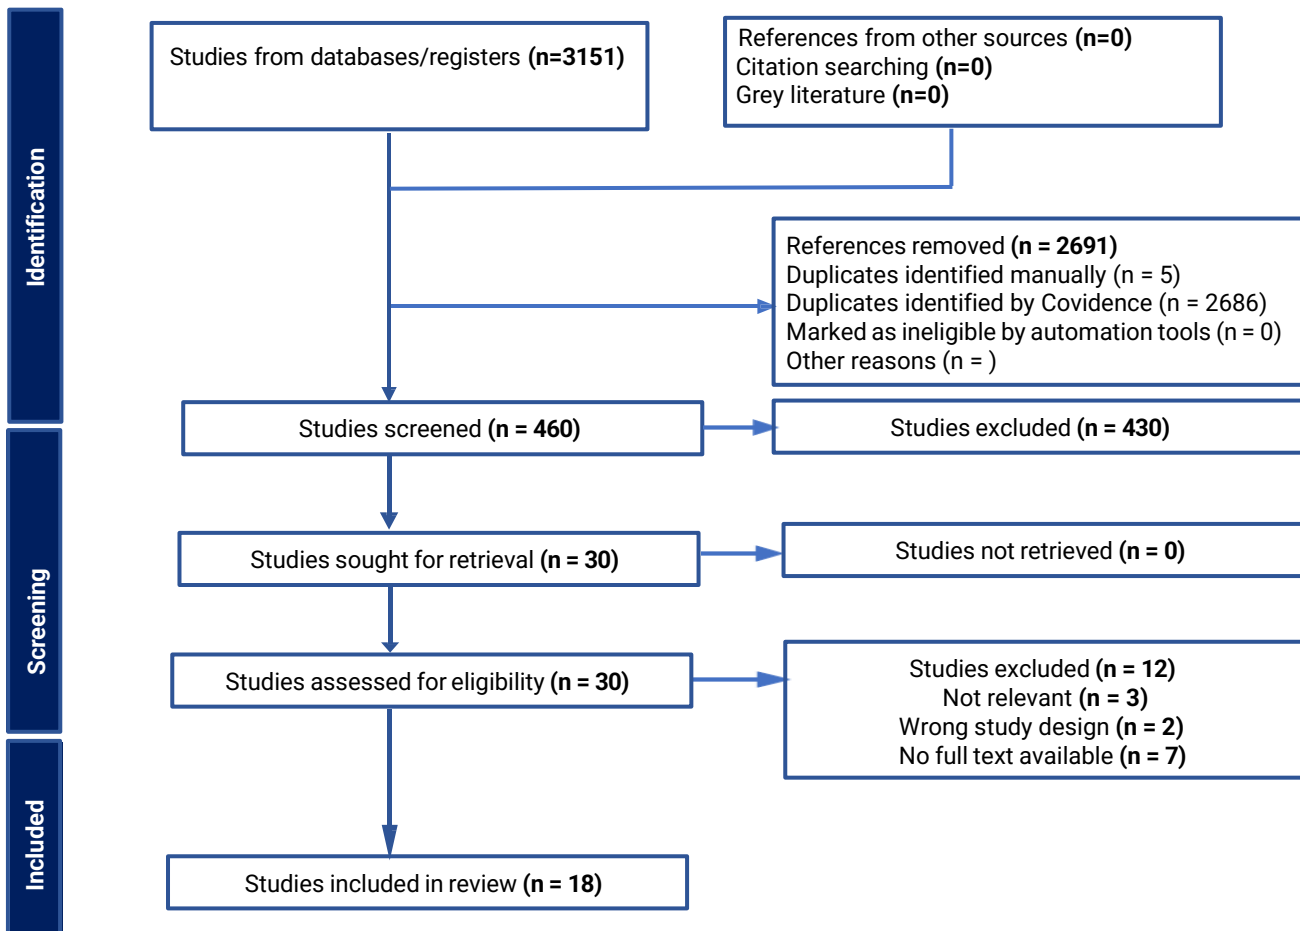 Identification
Studies from databases/registers (n=3151)
References from other sources (n=0)
Citation searching (n=0)
Grey literature (n=0)
References removed (n = 2691)
Duplicates identified manually (n = 5)
Duplicates identified by Covidence (n = 2686)
Marked as ineligible by automation tools (n = 0)
Other reasons (n = )
Screening
Studies screened (n = 460)
Studies excluded (n = 430)
Studies sought for retrieval (n = 30)
Studies not retrieved (n = 0)
Studies assessed for eligibility (n = 30)
Studies excluded (n = 12)
Not relevant (n = 3)
Wrong study design (n = 2)
No full text available (n = 7)
Included
Studies included in review (n = 18)